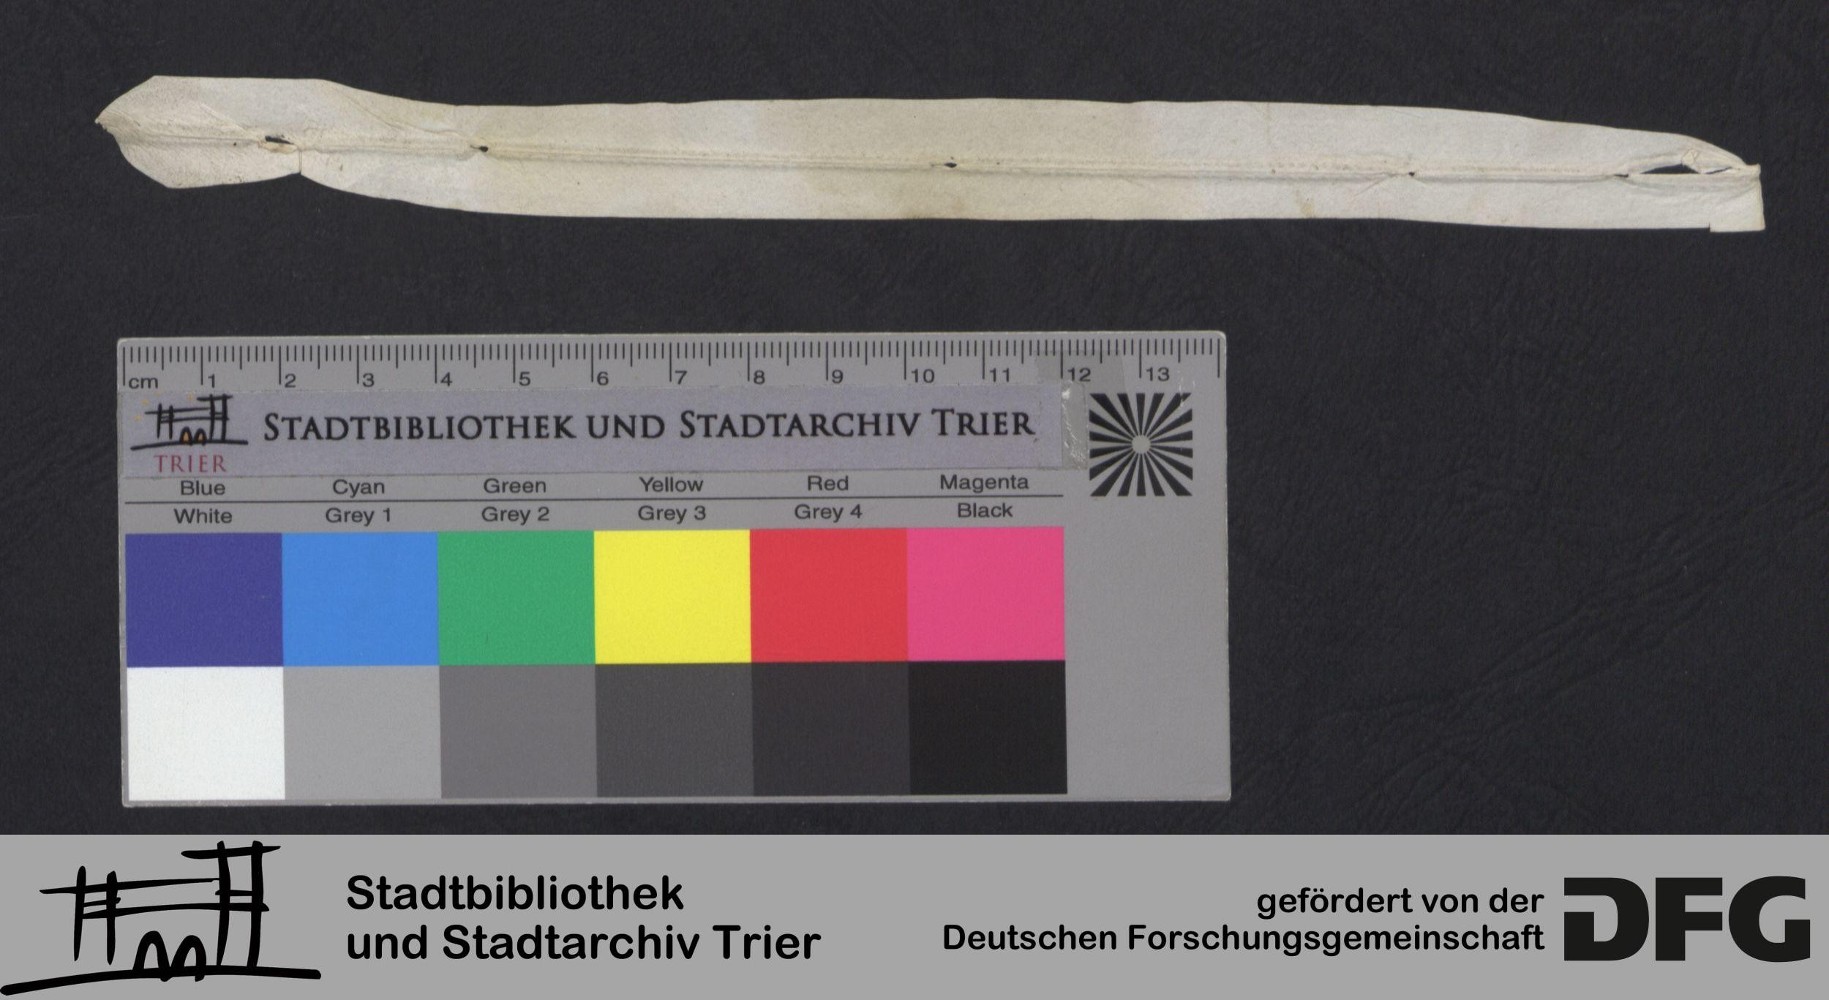 cm 1 2 3 4 5 6 7 8 9 10 11 12 13
STADTBIBLIOTHEK UND STADTARCHIV TRIER
TRIER
Blue Cyan Green Yellow Red Magenta
White Grey 1 Grey 2 Grey 3 Grey 4 Black
Stadtbibliothek
und Stadtarchiv Trier
gefördert von der
Deutschen Forschungsgemeinschaft
DFG